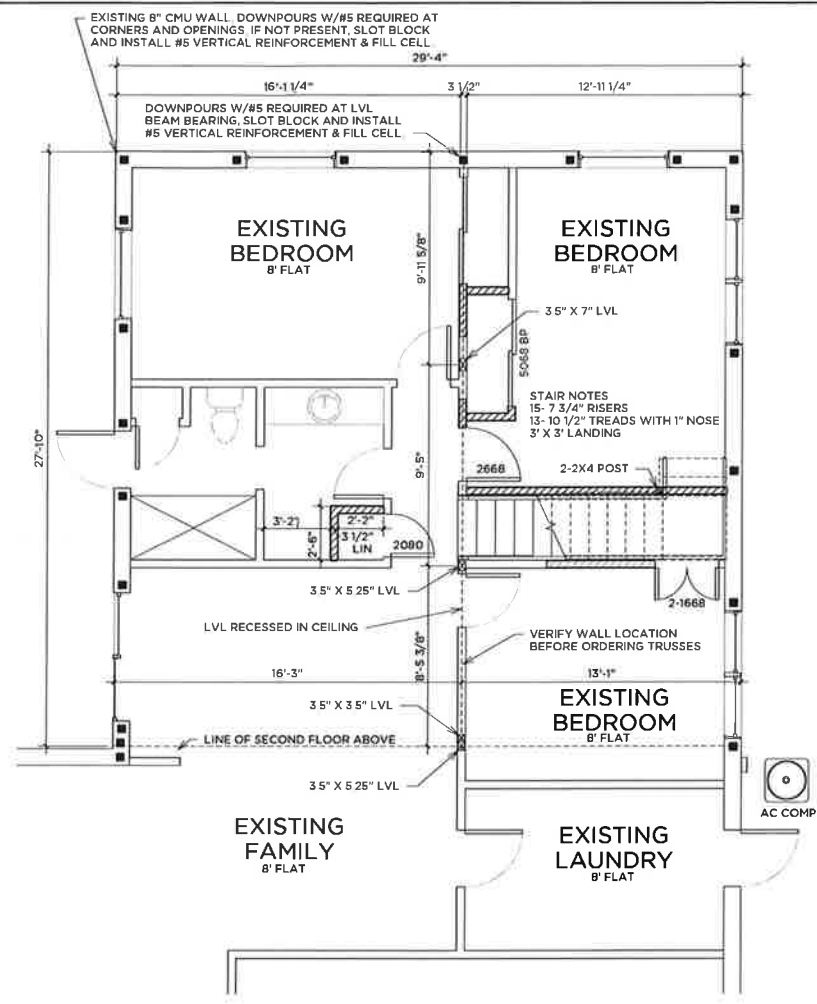 EXISTING 8" CMU WALL. DOWNPOURS W/#5 REQUIRED AT
CORNERS AND OPENINGS. IF NOT PRESENT, SLOT BLOCK
AND INSTALL #5 VERTICAL REINFORCEMENT & FILL CELL
29'-4"
16'-1 1/4"
3 1/2"
12'-11 1/4"
DOWNPOURS W/#5 REQUIRED AT LVL
BEAM BEARING, SLOT BLOCK AND INSTALL
#5 VERTICAL REINFORCEMENT & FILL CELL
EXISTING
BEDROOM
8' FLAT
EXISTING
BEDROOM
8' FLAT
9'-11 5/8"
3 5" X 7" LVL
5068 BP
STAIR NOTES
15- 7 3/4" RISERS
13- 10 1/2" TREADS WITH 1" NOSE
3' X 3' LANDING
27'-10"
9'-5"
2668
2-2X4 POST
3'-2"
2'-2"
3 1/2"
LIN
2'-6"
2080
3 5" X 5 25" LVL
2-1668
LVL RECESSED IN CEILING
VERIFY WALL LOCATION
BEFORE ORDERING TRUSSES
8'-5 3/8"
16'-3"
13'-1"
3 5" X 3 5" LVL
EXISTING
BEDROOM
8' FLAT
LINE OF SECOND FLOOR ABOVE
3 5" X 5 25" LVL
AC COMP
EXISTING
FAMILY
8' FLAT
EXISTING
LAUNDRY
8' FLAT